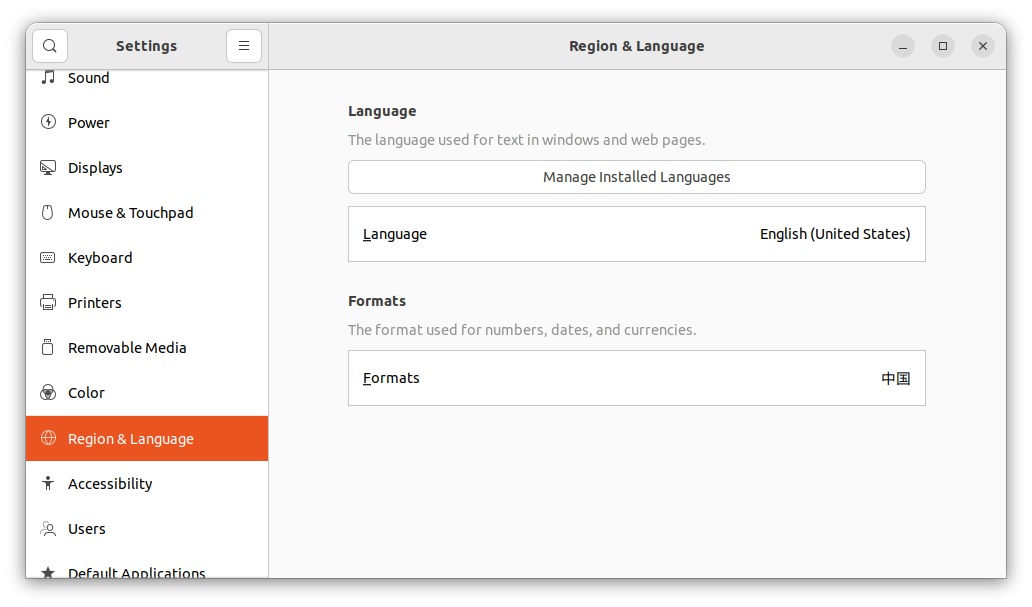 Settings
Region & Language
Sound
Power
Displays
Mouse & Touchpad
Keyboard
Printers
Removable Media
Color
Region & Language
Accessibility
Users
Default Applications
Language
The language used for text in windows and web pages.
Manage Installed Languages
Language English (United States)
Formats
The format used for numbers, dates, and currencies.
Formats 中国